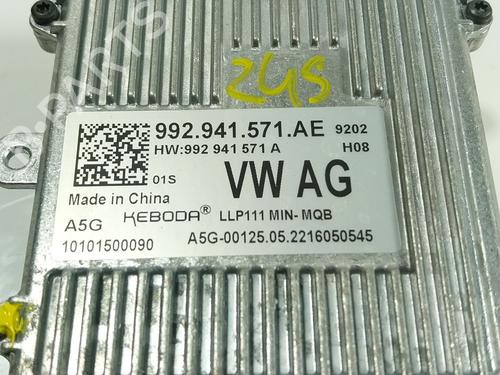 24S
992.941.571.AE 9202
HW:992 941 571 A H08
01S VW AG
Made in China
A5G KEBODA® LLP111 MIN- MQB
10101500090 A5G-00125.05.2216050545